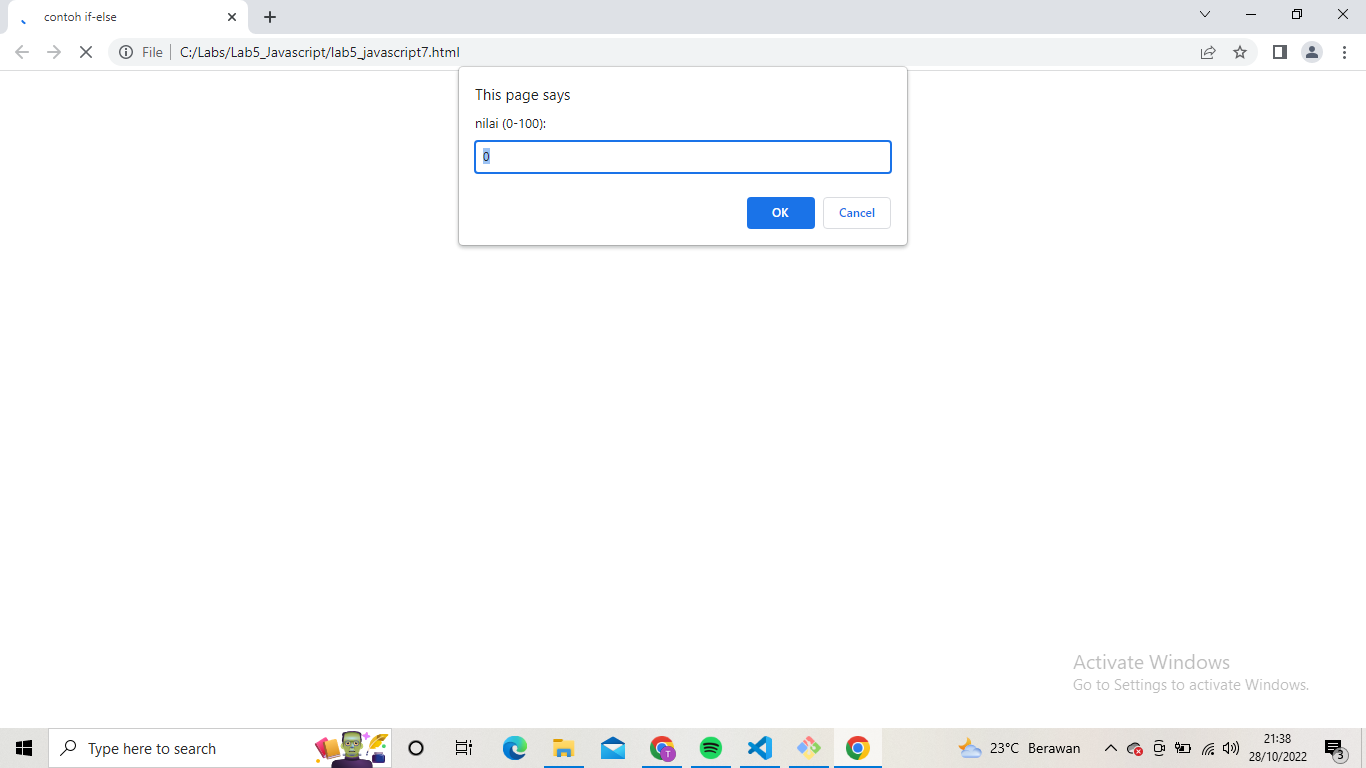 contoh if-else
File
C:/Labs/Lab5_Javascript/lab5_javascript7.html
This page says
nilai (0-100):
0
OK
Cancel
Activate Windows
Go to Settings to activate Windows.
Type here to search
T
23°C Berawan
21:38
28/10/2022
3